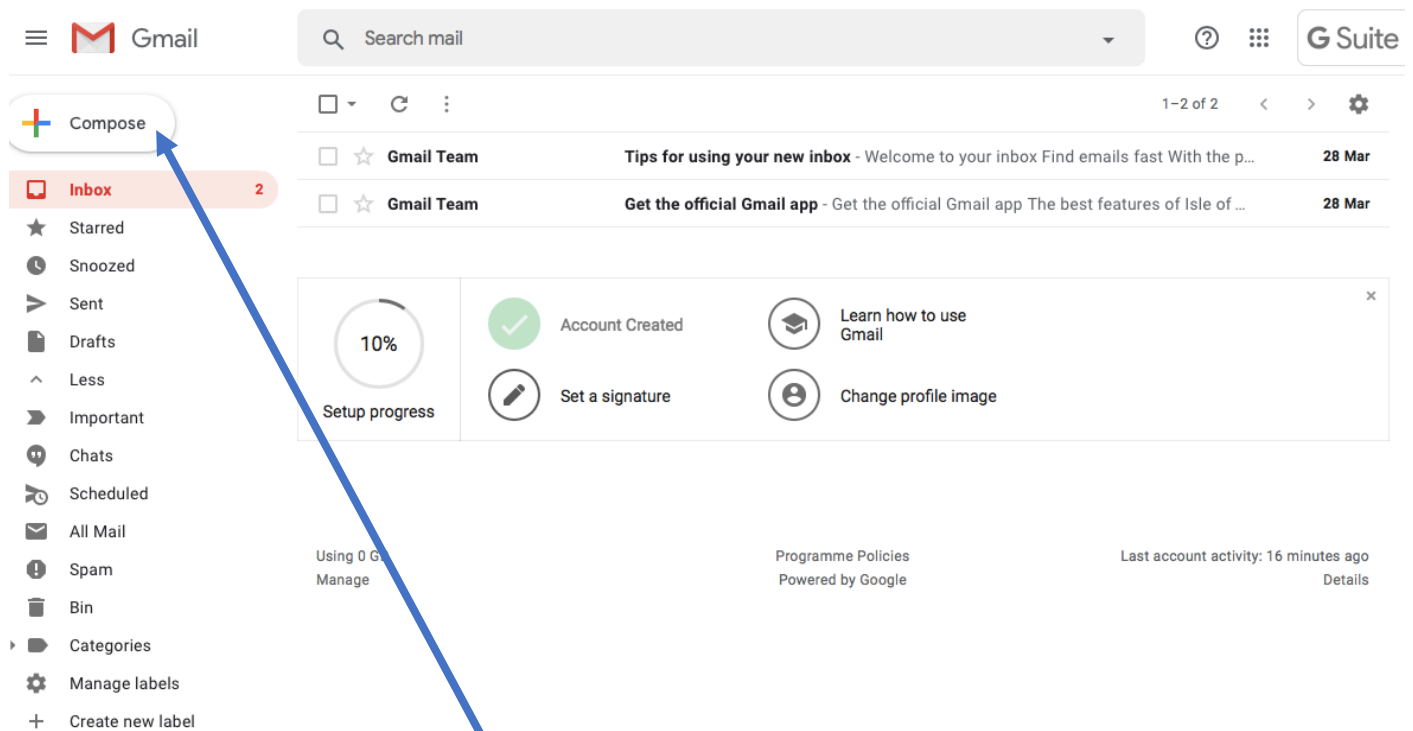 Gmail
Search mail
G Suite
Compose
1–2 of 2
Gmail Team Tips for using your new inbox - Welcome to your inbox Find emails fast With the p... 28 Mar
Gmail Team Get the official Gmail app - Get the official Gmail app The best features of Isle of ... 28 Mar
Inbox 2
Starred
Snoozed
Sent
Drafts
Less
Important
Chats
Scheduled
All Mail
Spam
Bin
Categories
Manage labels
Create new label
10%
Setup progress
Account Created
Learn how to use
Gmail
Set a signature
Change profile image
Using 0 G
Manage
Programme Policies
Powered by Google
Last account activity: 16 minutes ago
Details